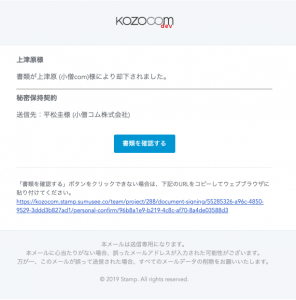 KOZOCOM
dev
上津原様
書類が上津原 (小僧com)様により却下されました。
秘密保持契約
送信先：平松圭様 (小僧コム株式会社)
書類を確認する
「書類を確認する」ボタンをクリックできない場合は、下記のURLをコピーしてウェブブラウザに
貼り付けてください。
https://kozocom.stamp.sumusee.co/team/project/288/document-signing/55285326-a96c-4850-
9529-3ddd3b827ad1/personal-confirm/96b8a1e9-b219-4c8c-af70-8a4de03588d3
本メールは送信専用になります。
本メールに心当たりがない場合、誤ったメールアドレスが入力された可能性がございます。
万が一、このメールが誤って送信された場合、すべてのメールデータの削除をお願いいたします。
© 2019 Stamp. All rights reserved.